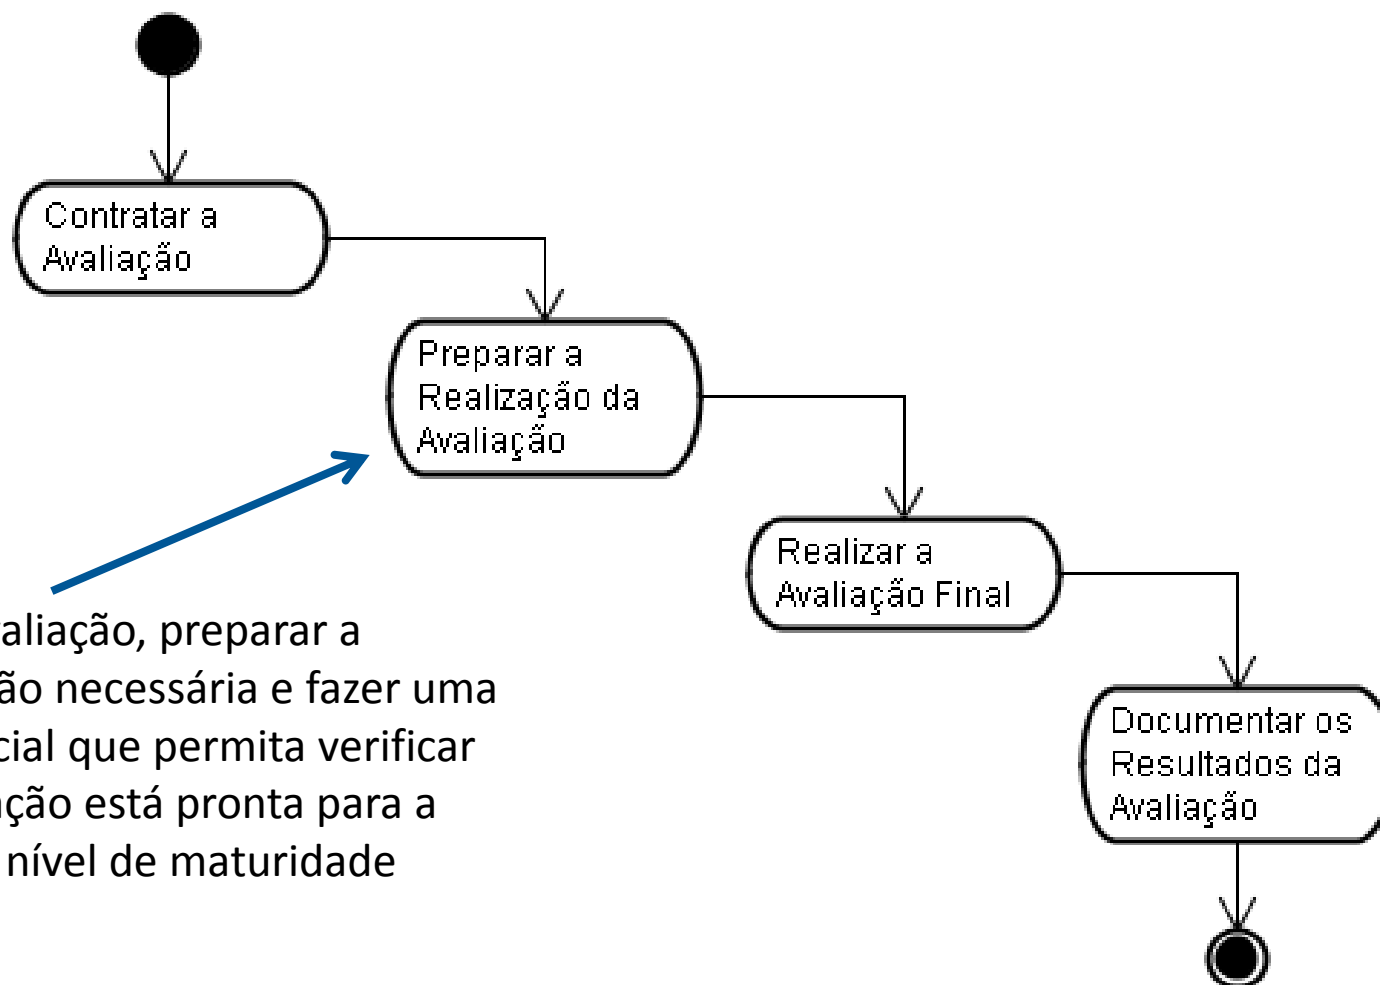 Contratar a
Avaliação
Preparar a
Realização da
Avaliação
Realizar a
Avaliação Final
aliação, preparar a
ão necessária e fazer uma
cial que permita verificar
ação está pronta para a
nível de maturidade
Documentar os
Resultados da
Avaliação